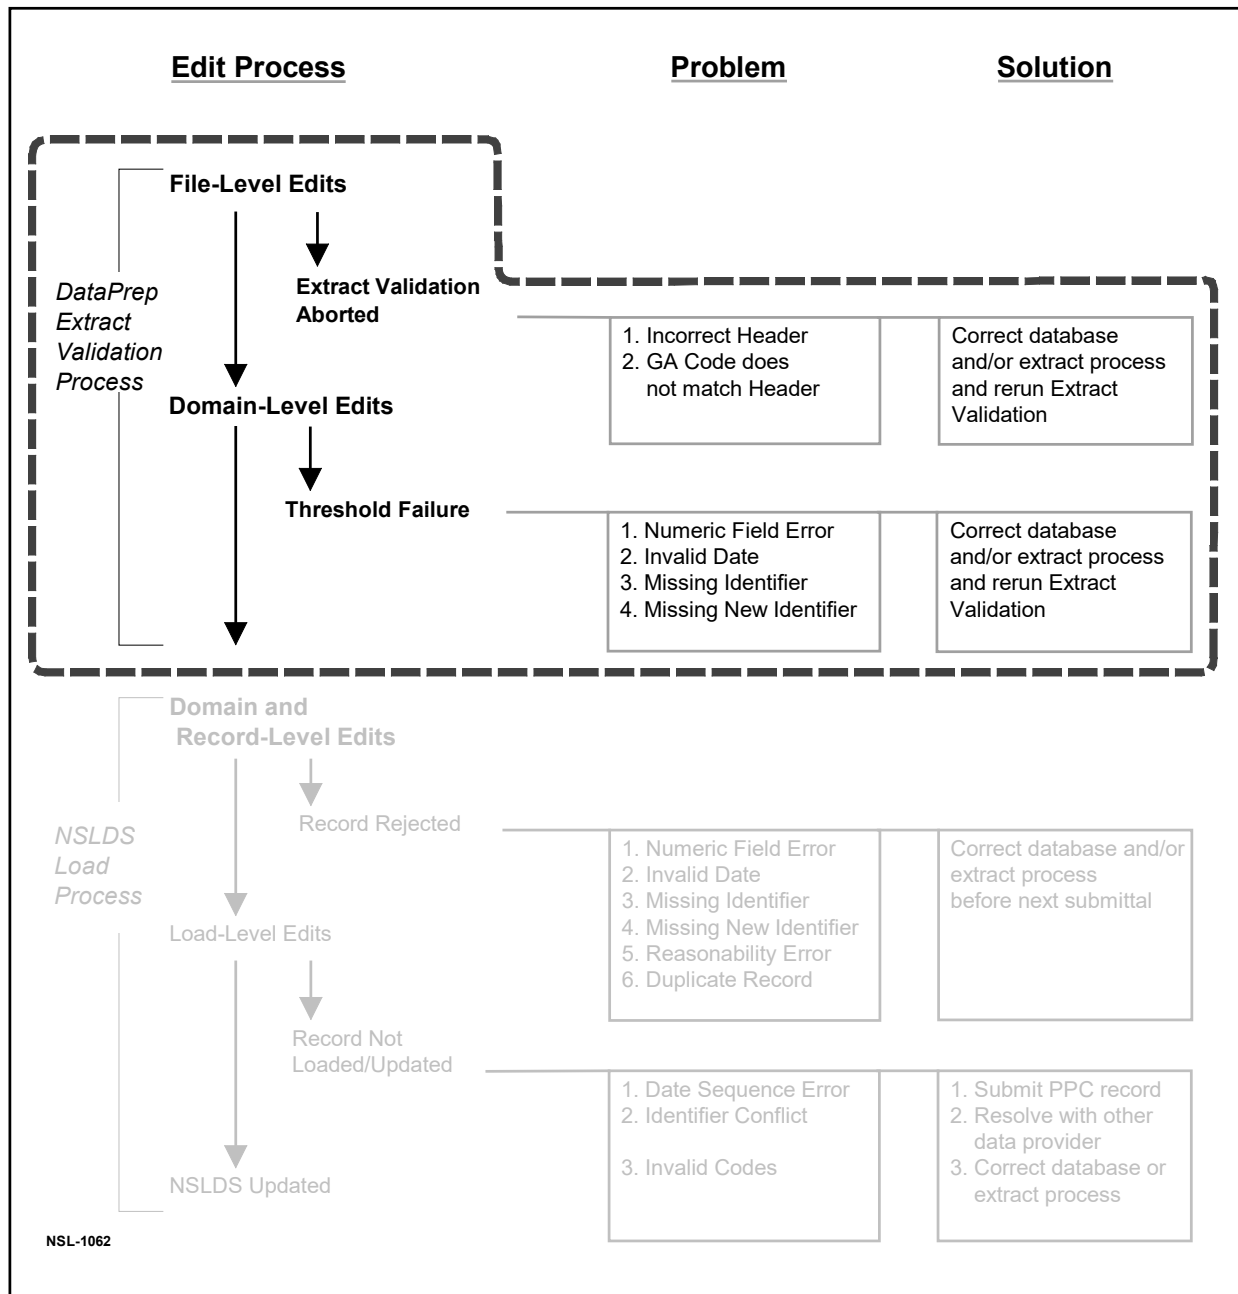 Edit Process
Problem
Solution
File-Level Edits
DataPrep
Extract
Validation
Process
Extract Validation
Aborted
1. Incorrect Header
2. GA Code does
not match Header
Correct database
and/or extract process
and rerun Extract
Validation
Domain-Level Edits
Threshold Failure
1. Numeric Field Error
2. Invalid Date
3. Missing Identifier
4. Missing New Identifier
Correct database
and/or extract process
and rerun Extract
Validation
Domain and
Record-Level Edits
NSLDS
Load
Process
Record Rejected
1. Numeric Field Error
2. Invalid Date
3. Missing Identifier
4. Missing New Identifier
5. Reasonability Error
6. Duplicate Record
Correct database and/or
extract process
before next submittal
Load-Level Edits
Record Not
Loaded/Updated
1. Date Sequence Error
2. Identifier Conflict
3. Invalid Codes
1. Submit PPC record
2. Resolve with other
data provider
3. Correct database or
extract process
NSLDS Updated
NSL-1062